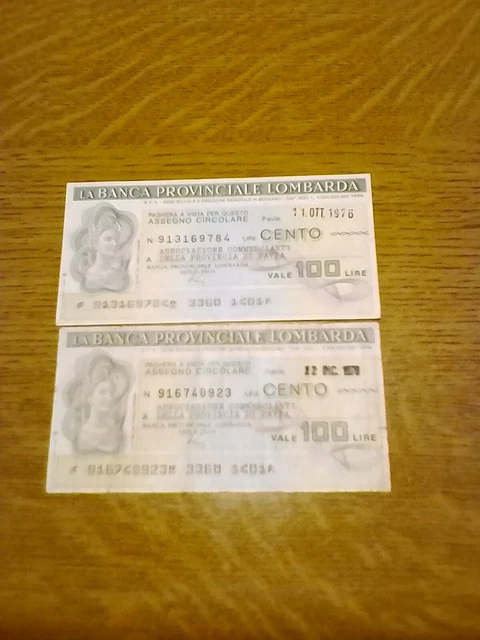 LA BANCA PROVINCIALE LOMBARDA
PAGHERÀ A VISTA PER QUESTO
ASSEGNO CIRCOLARE Pavia, 11 OTT. 1976
N 913169784 LIRE CENTO
ASSOCIAZIONE COMMERCIANTI
A DELLA PROVINCIA DI PAVIA
BANCA PROVINCIALE LOMBARDA
VALE 100 LIRE
913169784 3360 1401
LA BANCA PROVINCIALE LOMBARDA
PAGHERÀ A VISTA PER QUESTO
ASSEGNO CIRCOLARE Pavia,
N 916748923 LIRE CENTO
ASSOCIAZIONE COMMERCIANTI
A DELLA PROVINCIA DI PAVIA
BANCA PROVINCIALE LOMBARDA
VALE 100 LIRE
916748923 3360 1401